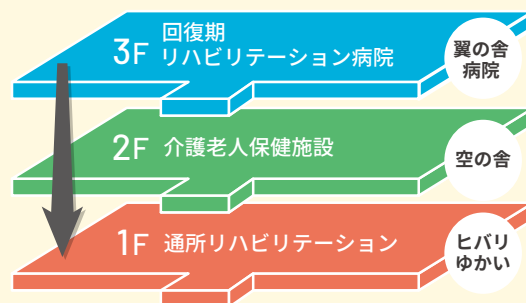 3F 回復期
リハビリテーション病院
翼の舎
病院
2F 介護老人保健施設
空の舎
1F 通所リハビリテーション
ヒバリ
ゆかい